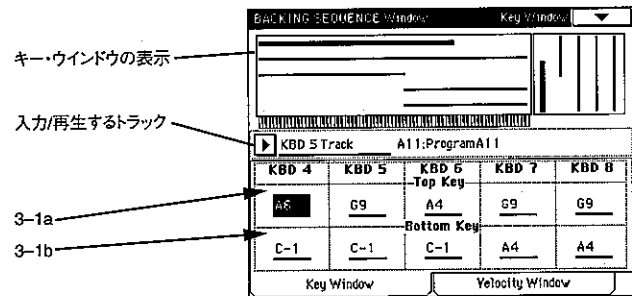 BACKING SEQUENCE Window Key Window
キー・ウインドウの表示
入力/再生するトラック
KBD 5 Track A11:ProgramA11
KBD 4 KBD 5 KBD 6 KBD 7 KBD 8
Top Key
3–1a
A6 G9 A4 G9 G9
Bottom Key
3–1b
C-1 C-1 C-1 A4 A4
Key Window Velocity Window